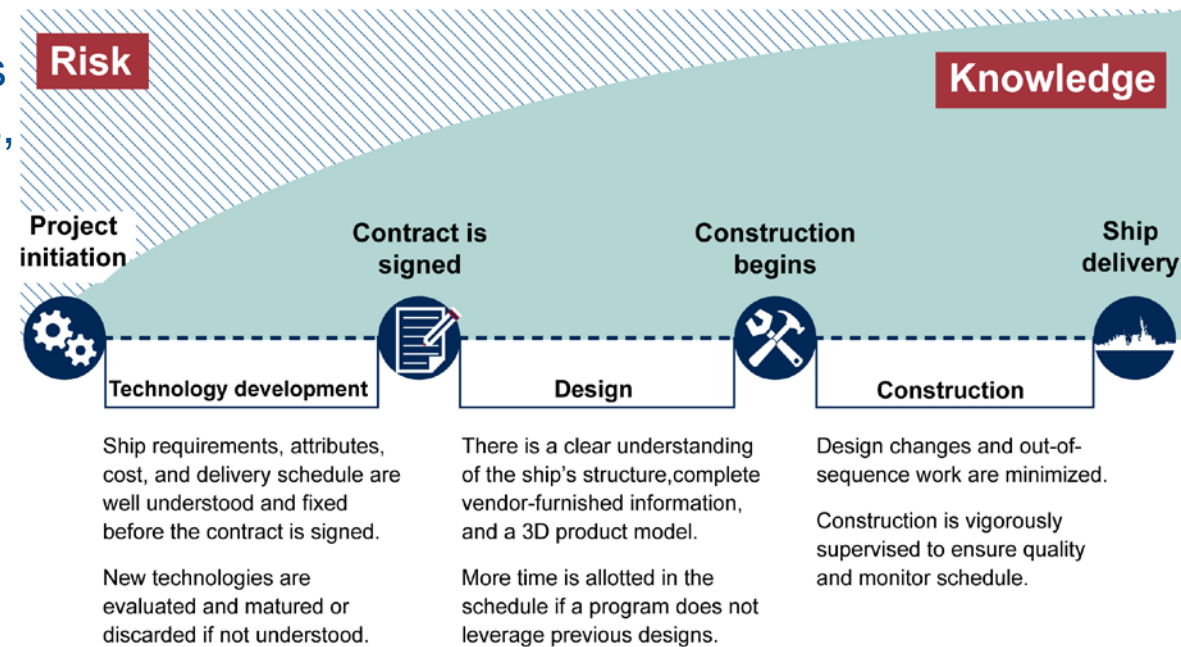 Risk
Knowledge
Project
initiation
Contract is
signed
Construction
begins
Ship
delivery
Technology development
Design
Construction
Ship requirements, attributes,
cost, and delivery schedule are
well understood and fixed
before the contract is signed.
New technologies are
evaluated and matured or
discarded if not understood.
There is a clear understanding
of the ship's structure,complete
vendor-furnished information,
and a 3D product model.
More time is allotted in the
schedule if a program does not
leverage previous designs.
Design changes and out-of-
sequence work are minimized.
Construction is vigorously
supervised to ensure quality
and monitor schedule.